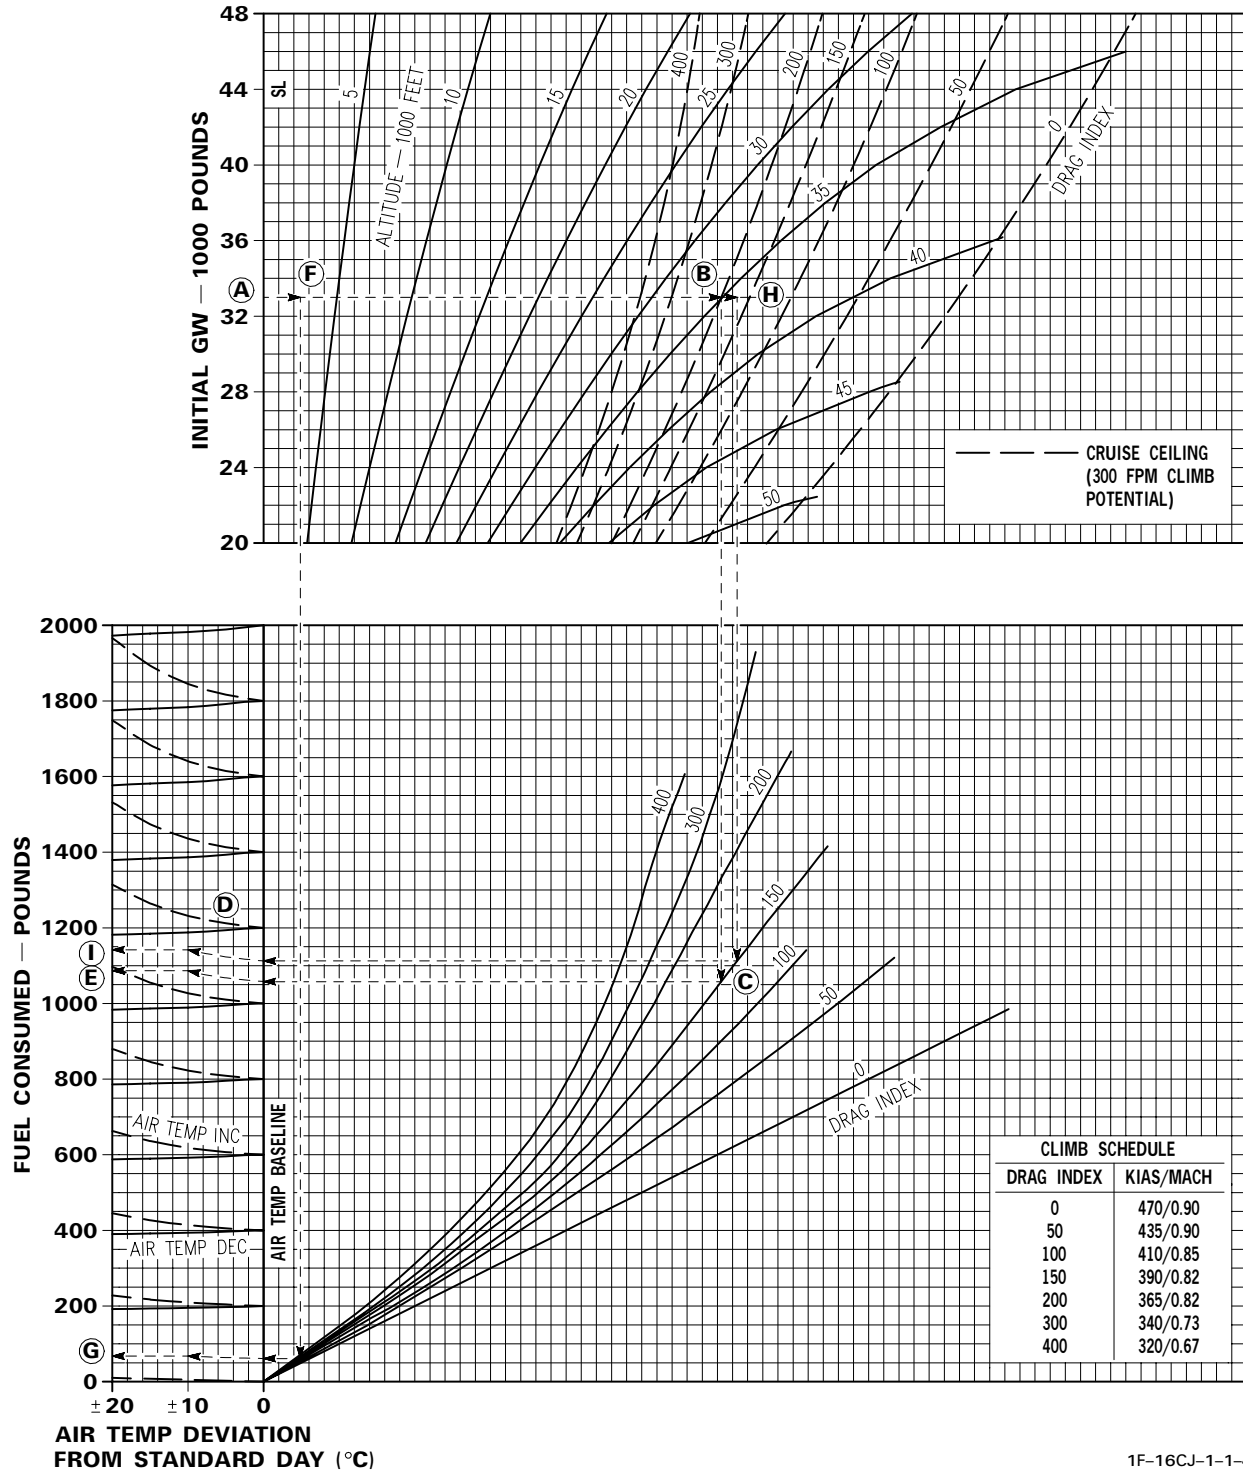 48
44
40
36
32
28
24
20
INITIAL GW — 1000 POUNDS
SL
5
10
15
20
400
25
300
200
150
100
50
0
DRAG INDEX
ALTITUDE — 1000 FEET
30
35
40
45
50
A
F
B
H
CRUISE CEILING
(300 FPM CLIMB
POTENTIAL)
2000
1800
1600
1400
1200
1000
800
600
400
200
0
FUEL CONSUMED — POUNDS
D
I
E
G
C
AIR TEMP INC
AIR TEMP DEC
AIR TEMP BASELINE
400
300
200
150
100
50
0
DRAG INDEX
CLIMB SCHEDULE
DRAG INDEX KIAS/MACH
0 470/0.90
50 435/0.90
100 410/0.85
150 390/0.82
200 365/0.82
300 340/0.73
400 320/0.67
±20 ±10 0
AIR TEMP DEVIATION
FROM STANDARD DAY (°C)
1F-16CJ-1-1-